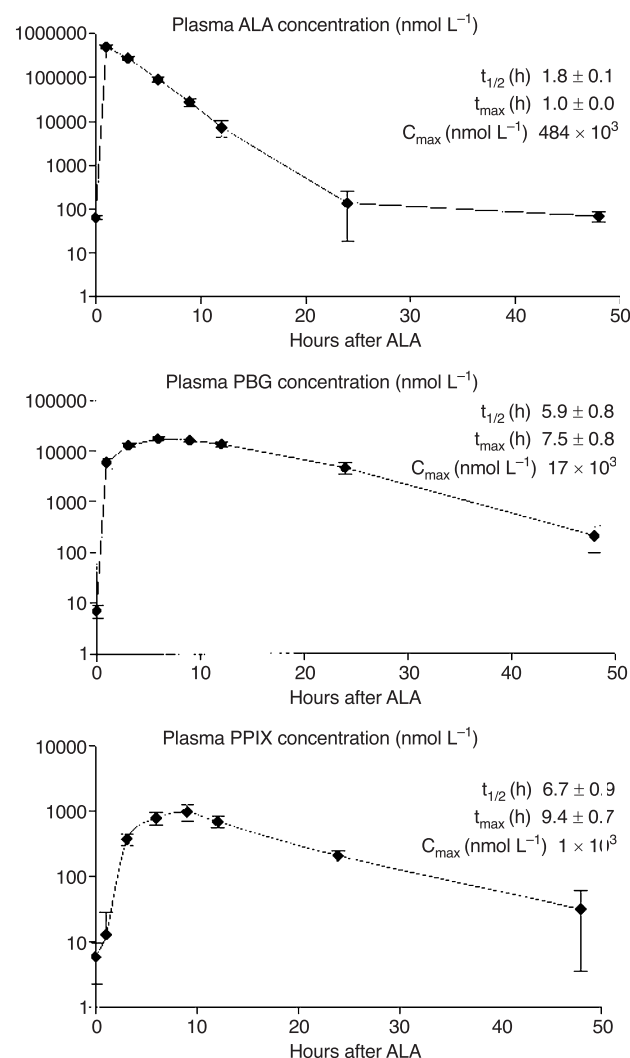 Plasma ALA concentration (nmol L⁻¹)
1000000
100000
10000
1000
100
10
1
t1/2 (h) 1.8 ± 0.1
tmax (h) 1.0 ± 0.0
Cmax (nmol L⁻¹) 484 × 10³
0 10 20 30 40 50
Hours after ALA
Plasma PBG concentration (nmol L⁻¹)
100000
10000
1000
100
10
1
t1/2 (h) 5.9 ± 0.8
tmax (h) 7.5 ± 0.8
Cmax (nmol L⁻¹) 17 × 10³
0 10 20 30 40 50
Hours after ALA
Plasma PPIX concentration (nmol L⁻¹)
10000
1000
100
10
1
t1/2 (h) 6.7 ± 0.9
tmax (h) 9.4 ± 0.7
Cmax (nmol L⁻¹) 1 × 10³
0 10 20 30 40 50
Hours after ALA